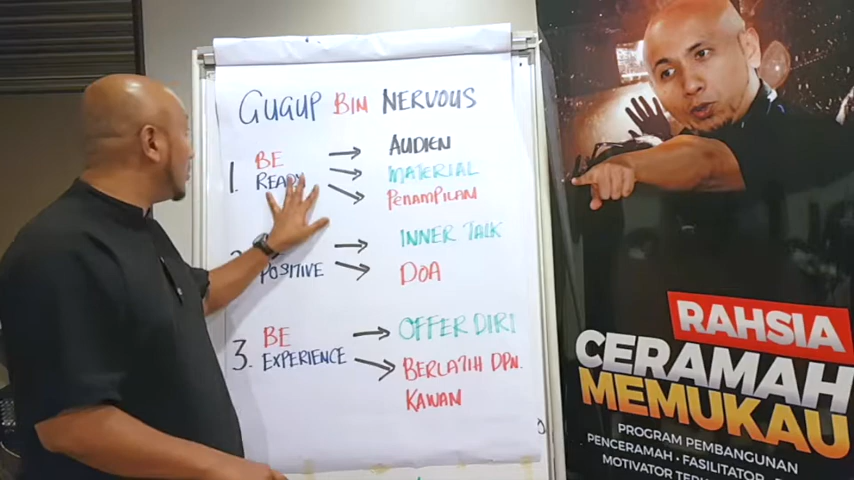 GUGUP BIN NERVOUS
1. BE READY
AUDIEN
MATERIAL
PENAMPILAN
POSITIVE
INNER TALK
DOA
3. BE EXPERIENCE
OFFER DIRI
BERLATIH DPN.
KAWAN
RAHSIA
CERAMAH
MEMUKAU
PROGRAM PEMBANGUNAN
PENCERAMAH • FASILITATOR
MOTIVATOR